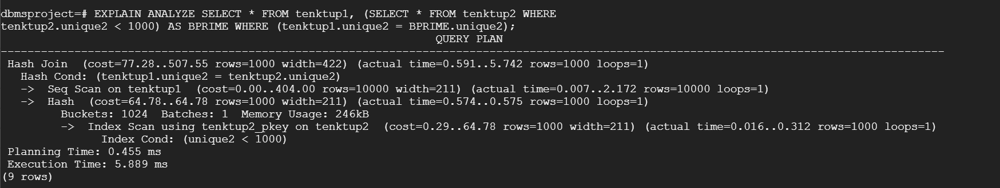 dbmsproject=# EXPLAIN ANALYZE SELECT * FROM tenktup1, (SELECT * FROM tenktup2 WHERE
tenktup2.unique2 < 1000) AS BPRIME WHERE (tenktup1.unique2 = BPRIME.unique2);
QUERY PLAN
---------------------------------------------------------------------------------------------------------------------------------------------
Hash Join  (cost=77.28..507.55 rows=1000 width=422) (actual time=0.591..5.742 rows=1000 loops=1)
  Hash Cond: (tenktup1.unique2 = tenktup2.unique2)
  ->  Seq Scan on tenktup1  (cost=0.00..404.00 rows=10000 width=211) (actual time=0.007..2.172 rows=10000 loops=1)
  ->  Hash  (cost=64.78..64.78 rows=1000 width=211) (actual time=0.574..0.575 rows=1000 loops=1)
        Buckets: 1024  Batches: 1  Memory Usage: 246kB
        ->  Index Scan using tenktup2_pkey on tenktup2  (cost=0.29..64.78 rows=1000 width=211) (actual time=0.016..0.312 rows=1000 loops=1)
              Index Cond: (unique2 < 1000)
Planning Time: 0.455 ms
Execution Time: 5.889 ms
(9 rows)